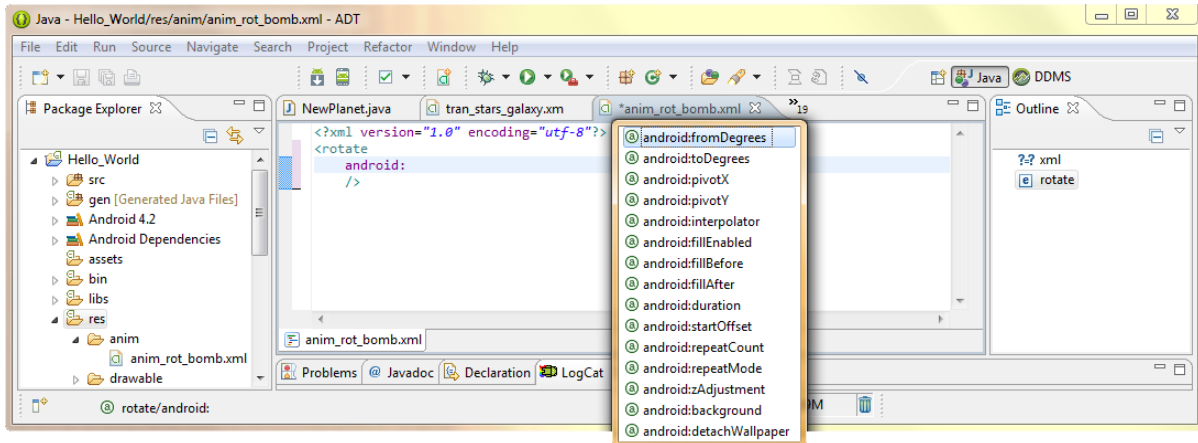 Java - Hello_World/res/anim/anim_rot_bomb.xml - ADT
File Edit Run Source Navigate Search Project Refactor Window Help
Java DDMS
Package Explorer
NewPlanet.java tran_stars_galaxy.xm *anim_rot_bomb.xml 19
Outline
Hello_World
src
gen [Generated Java Files]
Android 4.2
Android Dependencies
assets
bin
libs
res
anim
anim_rot_bomb.xml
drawable
<?xml version="1.0" encoding="utf-8"?>
<rotate
android:
/>
android:fromDegrees
android:toDegrees
android:pivotX
android:pivotY
android:interpolator
android:fillEnabled
android:fillBefore
android:fillAfter
android:duration
android:startOffset
android:repeatCount
android:repeatMode
android:zAdjustment
android:background
android:detachWallpaper
?=? xml
e rotate
anim_rot_bomb.xml
Problems @ Javadoc Declaration LogCat
rotate/android: